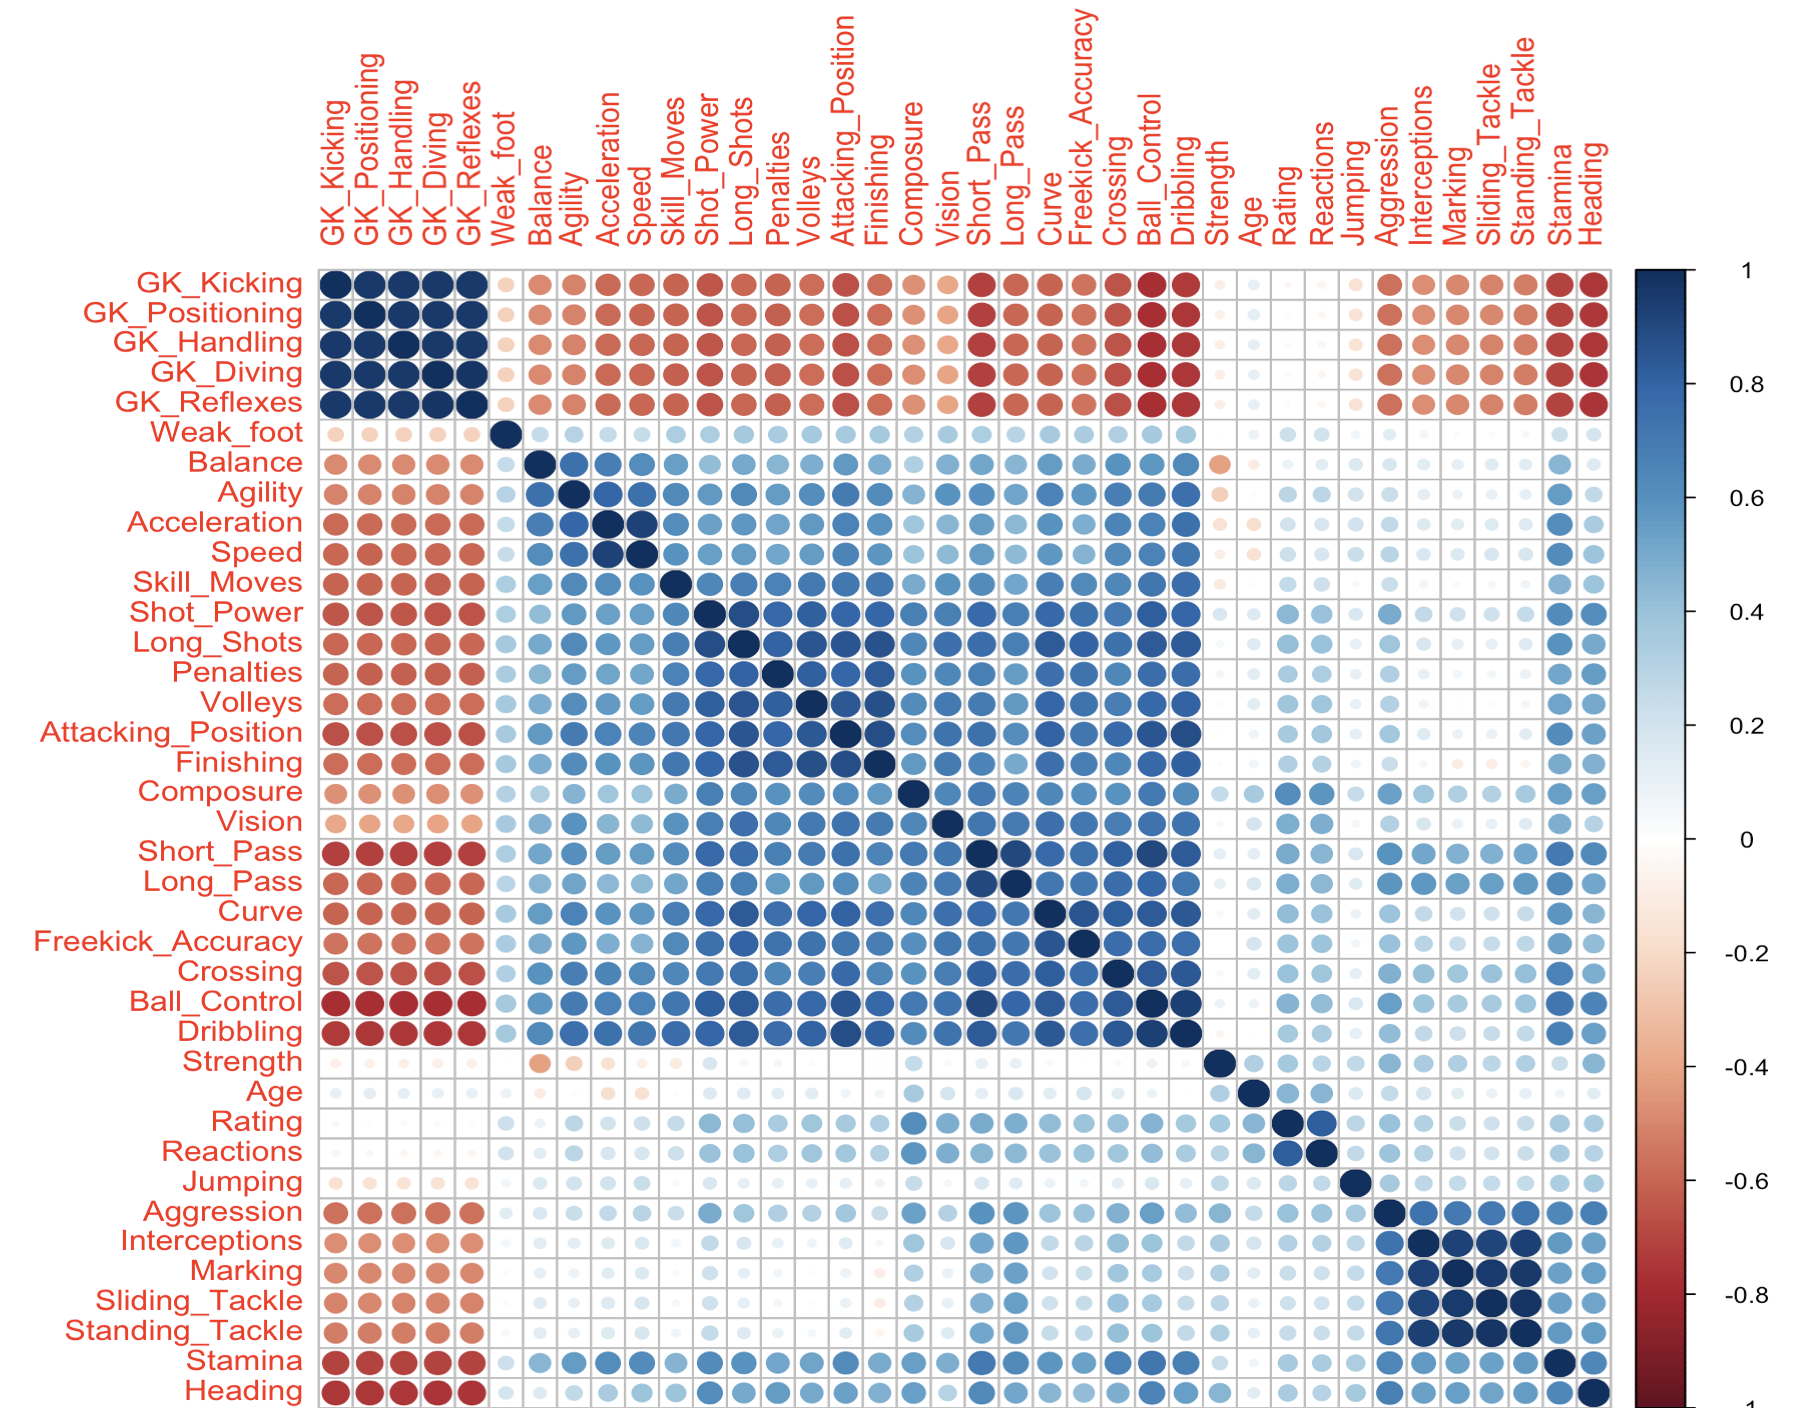 GK_Kicking
GK_Positioning
GK_Handling
GK_Diving
GK_Reflexes
Weak_foot
Balance
Agility
Acceleration
Speed
Skill_Moves
Shot_Power
Long_Shots
Penalties
Volleys
Attacking_Position
Finishing
Composure
Vision
Short_Pass
Long_Pass
Curve
Freekick_Accuracy
Crossing
Ball_Control
Dribbling
Strength
Age
Rating
Reactions
Jumping
Aggression
Interceptions
Marking
Sliding_Tackle
Standing_Tackle
Stamina
Heading
GK_Kicking
GK_Positioning
GK_Handling
GK_Diving
GK_Reflexes
Weak_foot
Balance
Agility
Acceleration
Speed
Skill_Moves
Shot_Power
Long_Shots
Penalties
Volleys
Attacking_Position
Finishing
Composure
Vision
Short_Pass
Long_Pass
Curve
Freekick_Accuracy
Crossing
Ball_Control
Dribbling
Strength
Age
Rating
Reactions
Jumping
Aggression
Interceptions
Marking
Sliding_Tackle
Standing_Tackle
Stamina
Heading
1
0.8
0.6
0.4
0.2
0
-0.2
-0.4
-0.6
-0.8